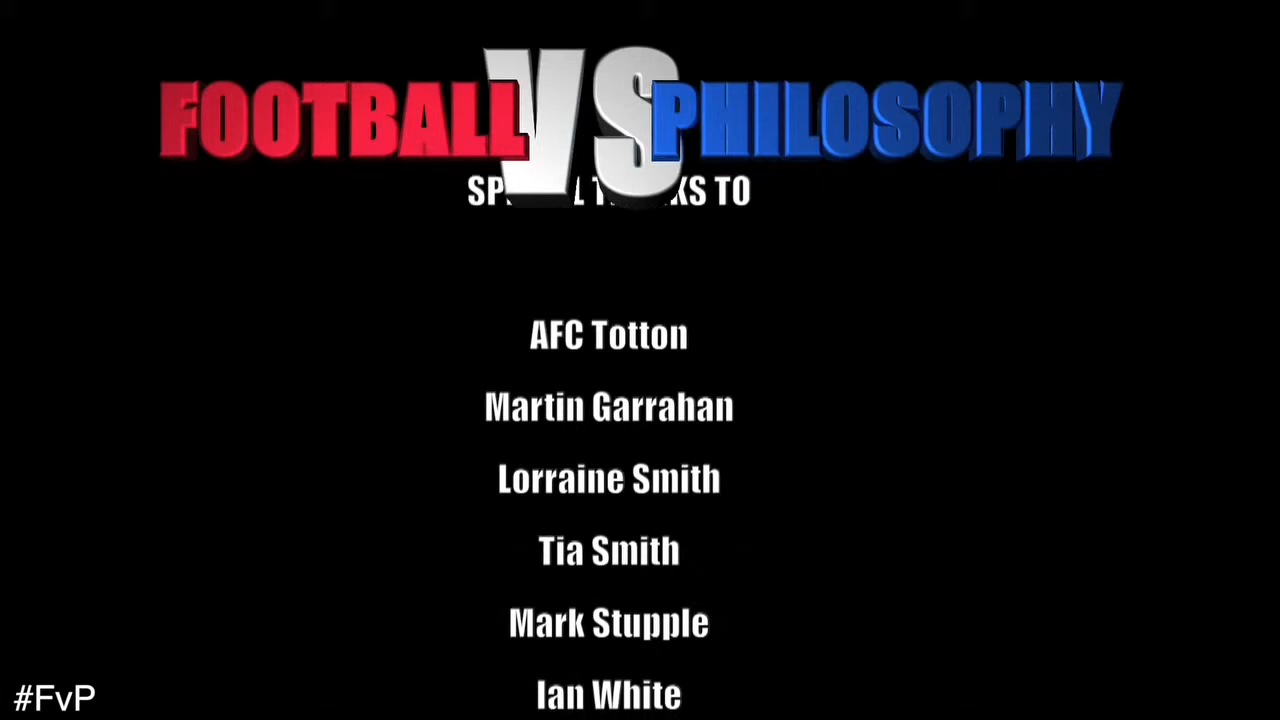 FOOTBALL VS PHILOSOPHY
TO
AFC Totton
Martin Garrahan
Lorraine Smith
Tia Smith
Mark Stupple
Ian White
#FvP